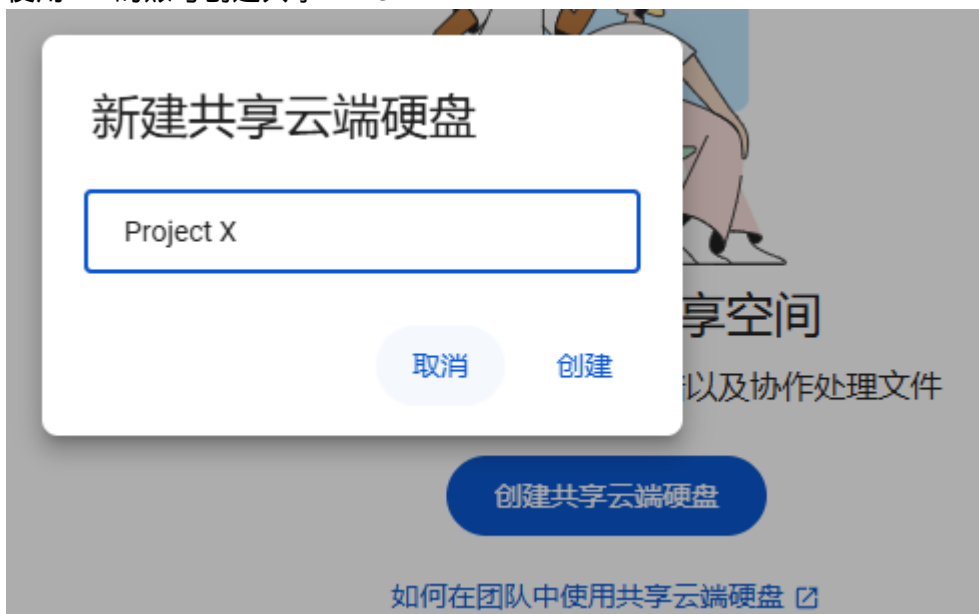 新建共享云端硬盘
Project X
取消 创建
享空间
以及协作处理文件
创建共享云端硬盘
如何在团队中使用共享云端硬盘